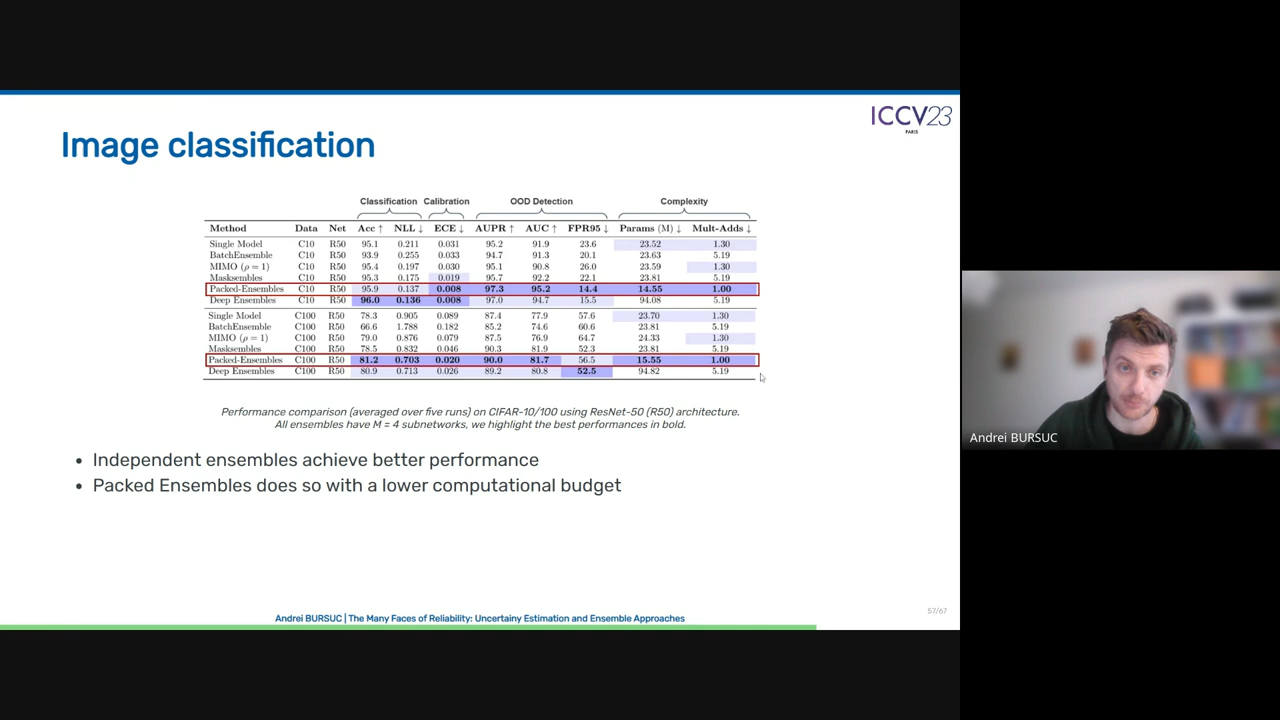 ICCV23
PARIS
Image classification
Classification Calibration OOD Detection Complexity
Method Data Net Acc ↑ NLL ↓ ECE ↓ AUPR ↑ AUC ↑ FPR95 ↓ Params (M) ↓ Mult-Adds ↓
Single Model C10 R50 95.1 0.211 0.031 95.2 91.9 23.6 23.52 1.30
BatchEnsemble C10 R50 93.9 0.255 0.033 94.7 91.3 20.1 23.63 5.19
MIMO (ρ = 1) C10 R50 95.4 0.197 0.030 95.1 90.8 26.0 23.59 1.30
Masksembles C10 R50 95.3 0.175 0.019 95.7 92.2 22.1 23.81 5.19
Packed-Ensembles C10 R50 95.9 0.137 0.008 97.3 95.2 14.4 14.55 1.00
Deep Ensembles C10 R50 96.0 0.136 0.008 97.0 94.7 15.5 94.08 5.19
Single Model C100 R50 78.3 0.905 0.089 87.4 77.9 57.6 23.70 1.30
BatchEnsemble C100 R50 66.6 1.788 0.182 85.2 74.6 60.6 23.81 5.19
MIMO (ρ = 1) C100 R50 79.0 0.876 0.079 87.5 76.9 64.7 24.33 1.30
Masksembles C100 R50 78.5 0.832 0.046 90.3 81.9 52.3 23.81 5.19
Packed-Ensembles C100 R50 81.2 0.703 0.020 90.0 81.7 56.5 15.55 1.00
Deep Ensembles C100 R50 80.9 0.713 0.026 89.2 80.8 52.5 94.82 5.19
Performance comparison (averaged over five runs) on CIFAR-10/100 using ResNet-50 (R50) architecture.
All ensembles have M = 4 subnetworks, we highlight the best performances in bold.
• Independent ensembles achieve better performance
• Packed Ensembles does so with a lower computational budget
57/67
Andrei BURSUC | The Many Faces of Reliability: Uncertainy Estimation and Ensemble Approaches
Andrei BURSUC